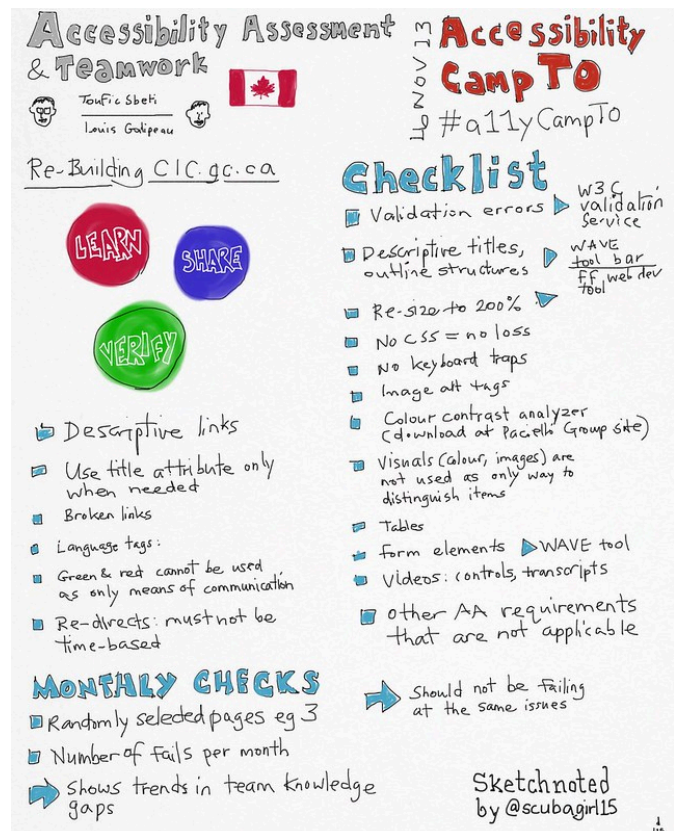 Accessibility Assessment
& Teamwork
Toufic Sbeti
Louis Galipeau
16 NOV 13
Accessibility
Camp TO
#a11yCampTO
Re-Building CIC.gc.ca
LEARN
SHARE
VERIFY
Checklist
Validation errors
W3C
validation
Service
Descriptive titles,
outline structures
WAVE
tool bar
ff web dev
tool
Re-size to 200%
No CSS = no loss
No keyboard traps
Image alt tags
Colour contrast analyzer
(download at Paciello Group site)
Visuals (colour, images) are
not used as only way to
distinguish items
Tables
Form elements WAVE tool
Videos: controls, transcripts
Other AA requirements
that are not applicable
Should not be failing
at the same issues
Descriptive links
Use title attribute only
when needed
Broken links
Language tags:
Green & red cannot be used
as only means of communication
Re-directs: must not be
time-based
MONTHLY CHECKS
Randomly selected pages eg 3
Number of fails per month
Shows trends in team knowledge
gaps
Sketchnoted
by @scubagirl15